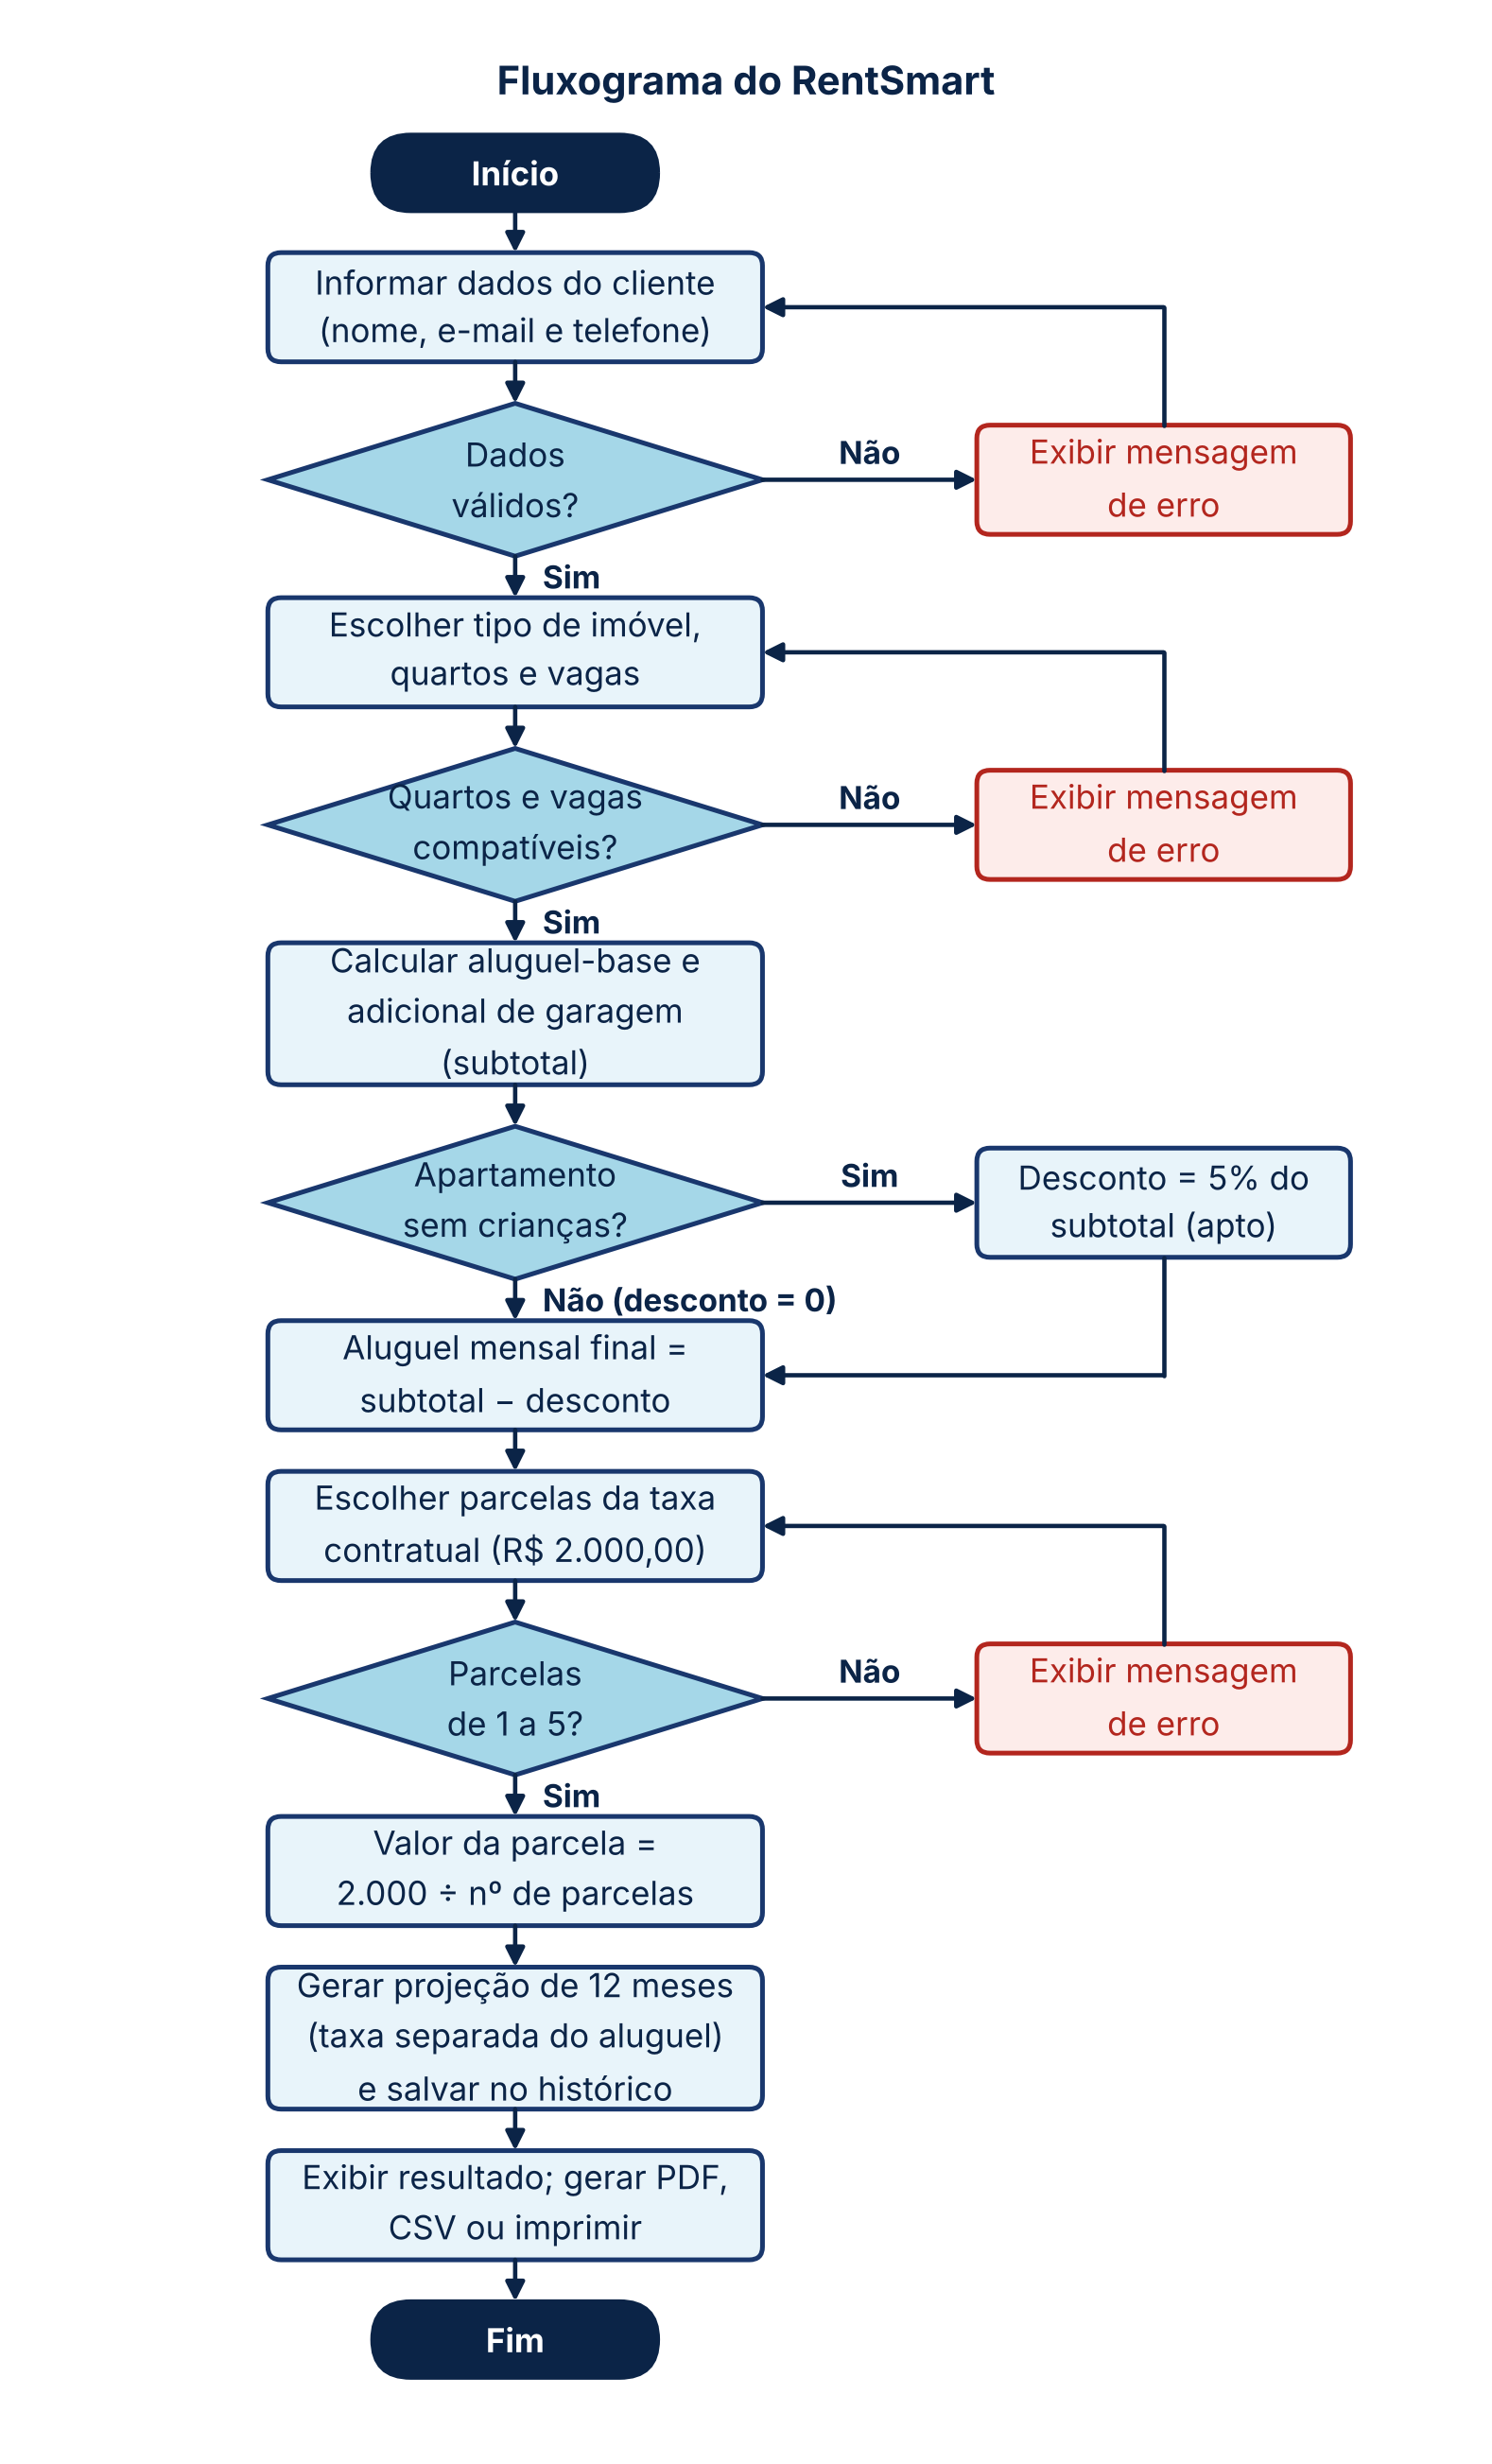 Fluxograma do RentSmart
Início
Informar dados do cliente
(nome, e-mail e telefone)
Dados
válidos?
Não
Exibir mensagem
de erro
Sim
Escolher tipo de imóvel,
quartos e vagas
Quartos e vagas
compatíveis?
Não
Exibir mensagem
de erro
Sim
Calcular aluguel-base e
adicional de garagem
(subtotal)
Apartamento
sem crianças?
Sim
Desconto = 5% do
subtotal (apto)
Não (desconto = 0)
Aluguel mensal final =
subtotal − desconto
Escolher parcelas da taxa
contratual (R$ 2.000,00)
Parcelas
de 1 a 5?
Não
Exibir mensagem
de erro
Sim
Valor da parcela =
2.000 ÷ nº de parcelas
Gerar projeção de 12 meses
(taxa separada do aluguel)
e salvar no histórico
Exibir resultado; gerar PDF,
CSV ou imprimir
Fim